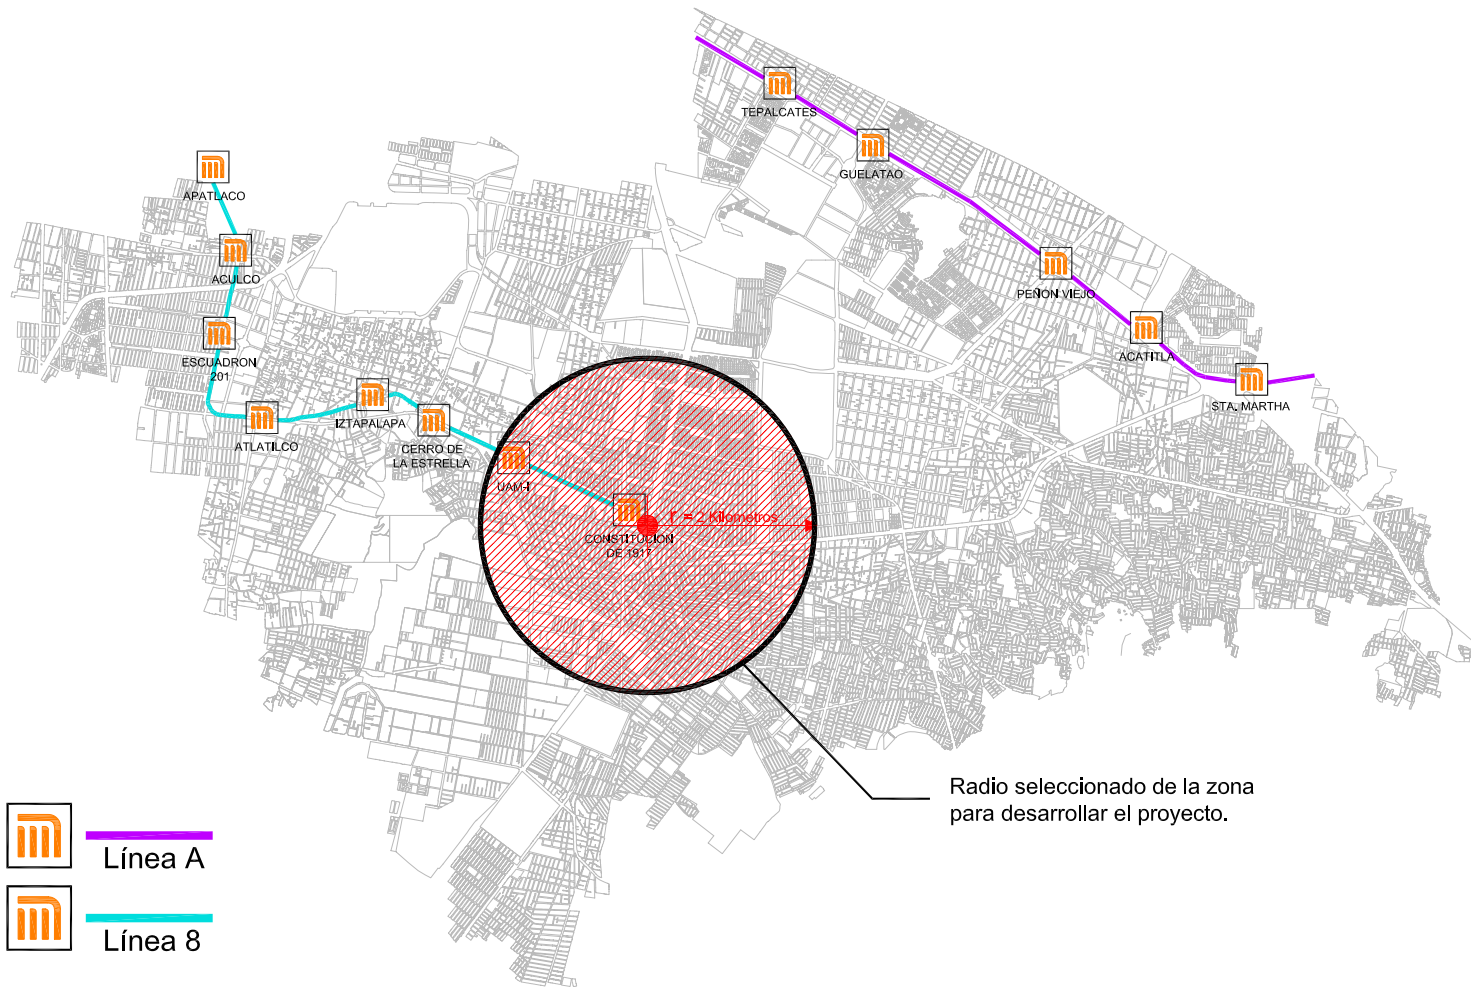 TEPALCATES
GUELATAO
APATLACO
ACULCO
PEÑON VIEJO
ESCUADRON
201
ACATITLA
STA. MARTHA
IZTAPALAPA
ATLATILCO
CERRO DE
LA ESTRELLA
UAM-I
r = 2 Kilometros
CONSTITUCION
DE 1917
Radio seleccionado de la zona
para desarrollar el proyecto.
Línea A
Línea 8